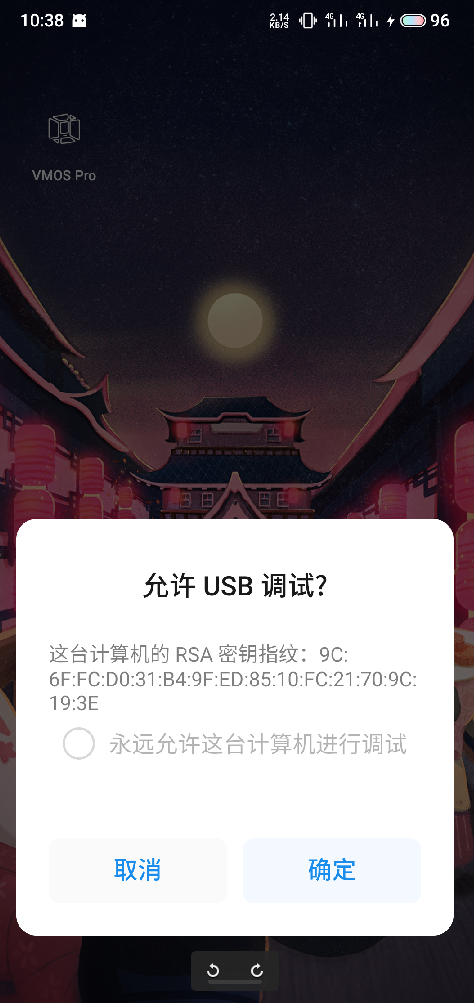 10:38
2.14
KB/S
4G
4G
96
VMOS Pro
允许 USB 调试?
这台计算机的 RSA 密钥指纹：9C:
6F:FC:D0:31:B4:9F:ED:85:10:FC:21:70:9C:
19:3E
永远允许这台计算机进行调试
取消
确定